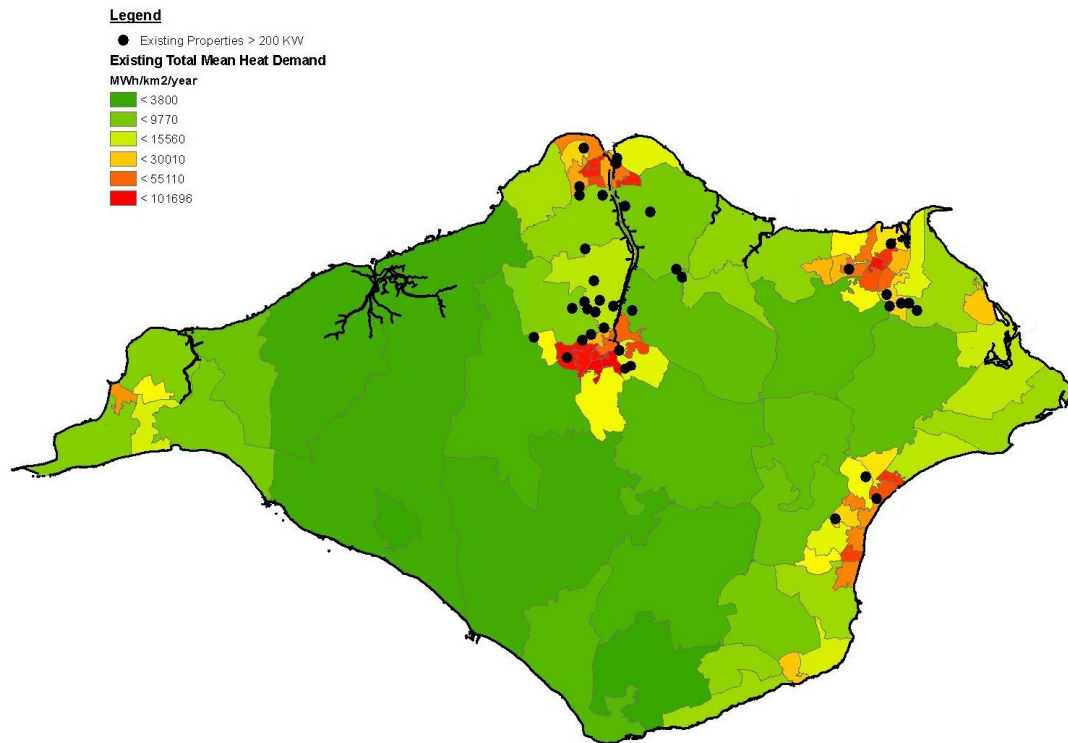 Legend
Existing Properties > 200 KW
Existing Total Mean Heat Demand
MWh/km2/year
< 3800
< 9770
< 15560
< 30010
< 55110
< 101696